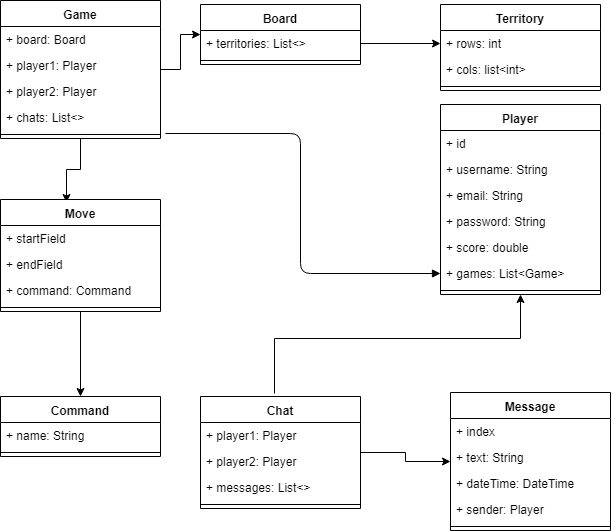 Game
+ board: Board
+ player1: Player
+ player2: Player
+ chats: List<>
Board
+ territories: List<>
Territory
+ rows: int
+ cols: list<int>
Player
+ id
+ username: String
+ email: String
+ password: String
+ score: double
+ games: List<Game>
Move
+ startField
+ endField
+ command: Command
Command
+ name: String
Chat
+ player1: Player
+ player2: Player
+ messages: List<>
Message
+ index
+ text: String
+ dateTime: DateTime
+ sender: Player